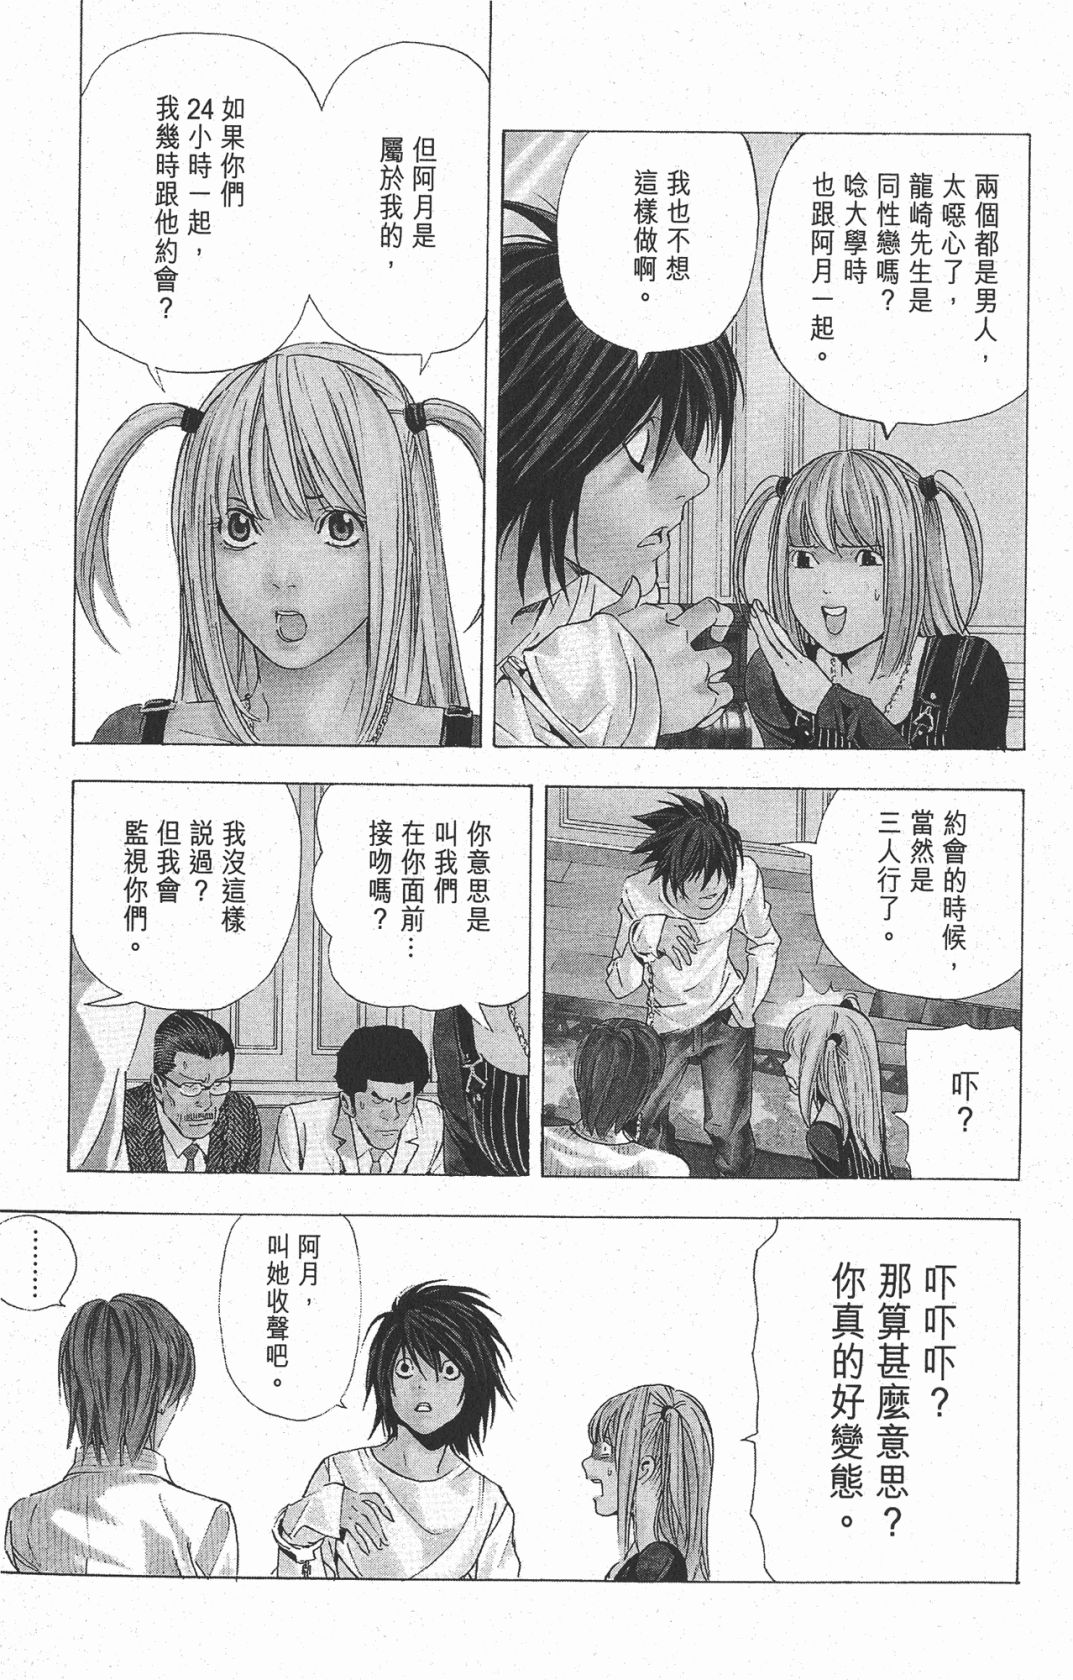 兩個都是男人，
太噁心了，
龍崎先生是
同性戀嗎？
唸大學時
也跟阿月一起。
我也不想
這樣做啊。
但阿月是
屬於我的，
如果你們
24小時一起，
我幾時跟他約會？
約會的時候，
當然是
三人行了。
吓？
你意思是
叫我們
在你面前…
接吻嗎？
我沒這樣
説過？
但我會
監視你們。
吓吓吓？
那算甚麼意思？
你真的好變態。
阿月，
叫她收聲吧。
………